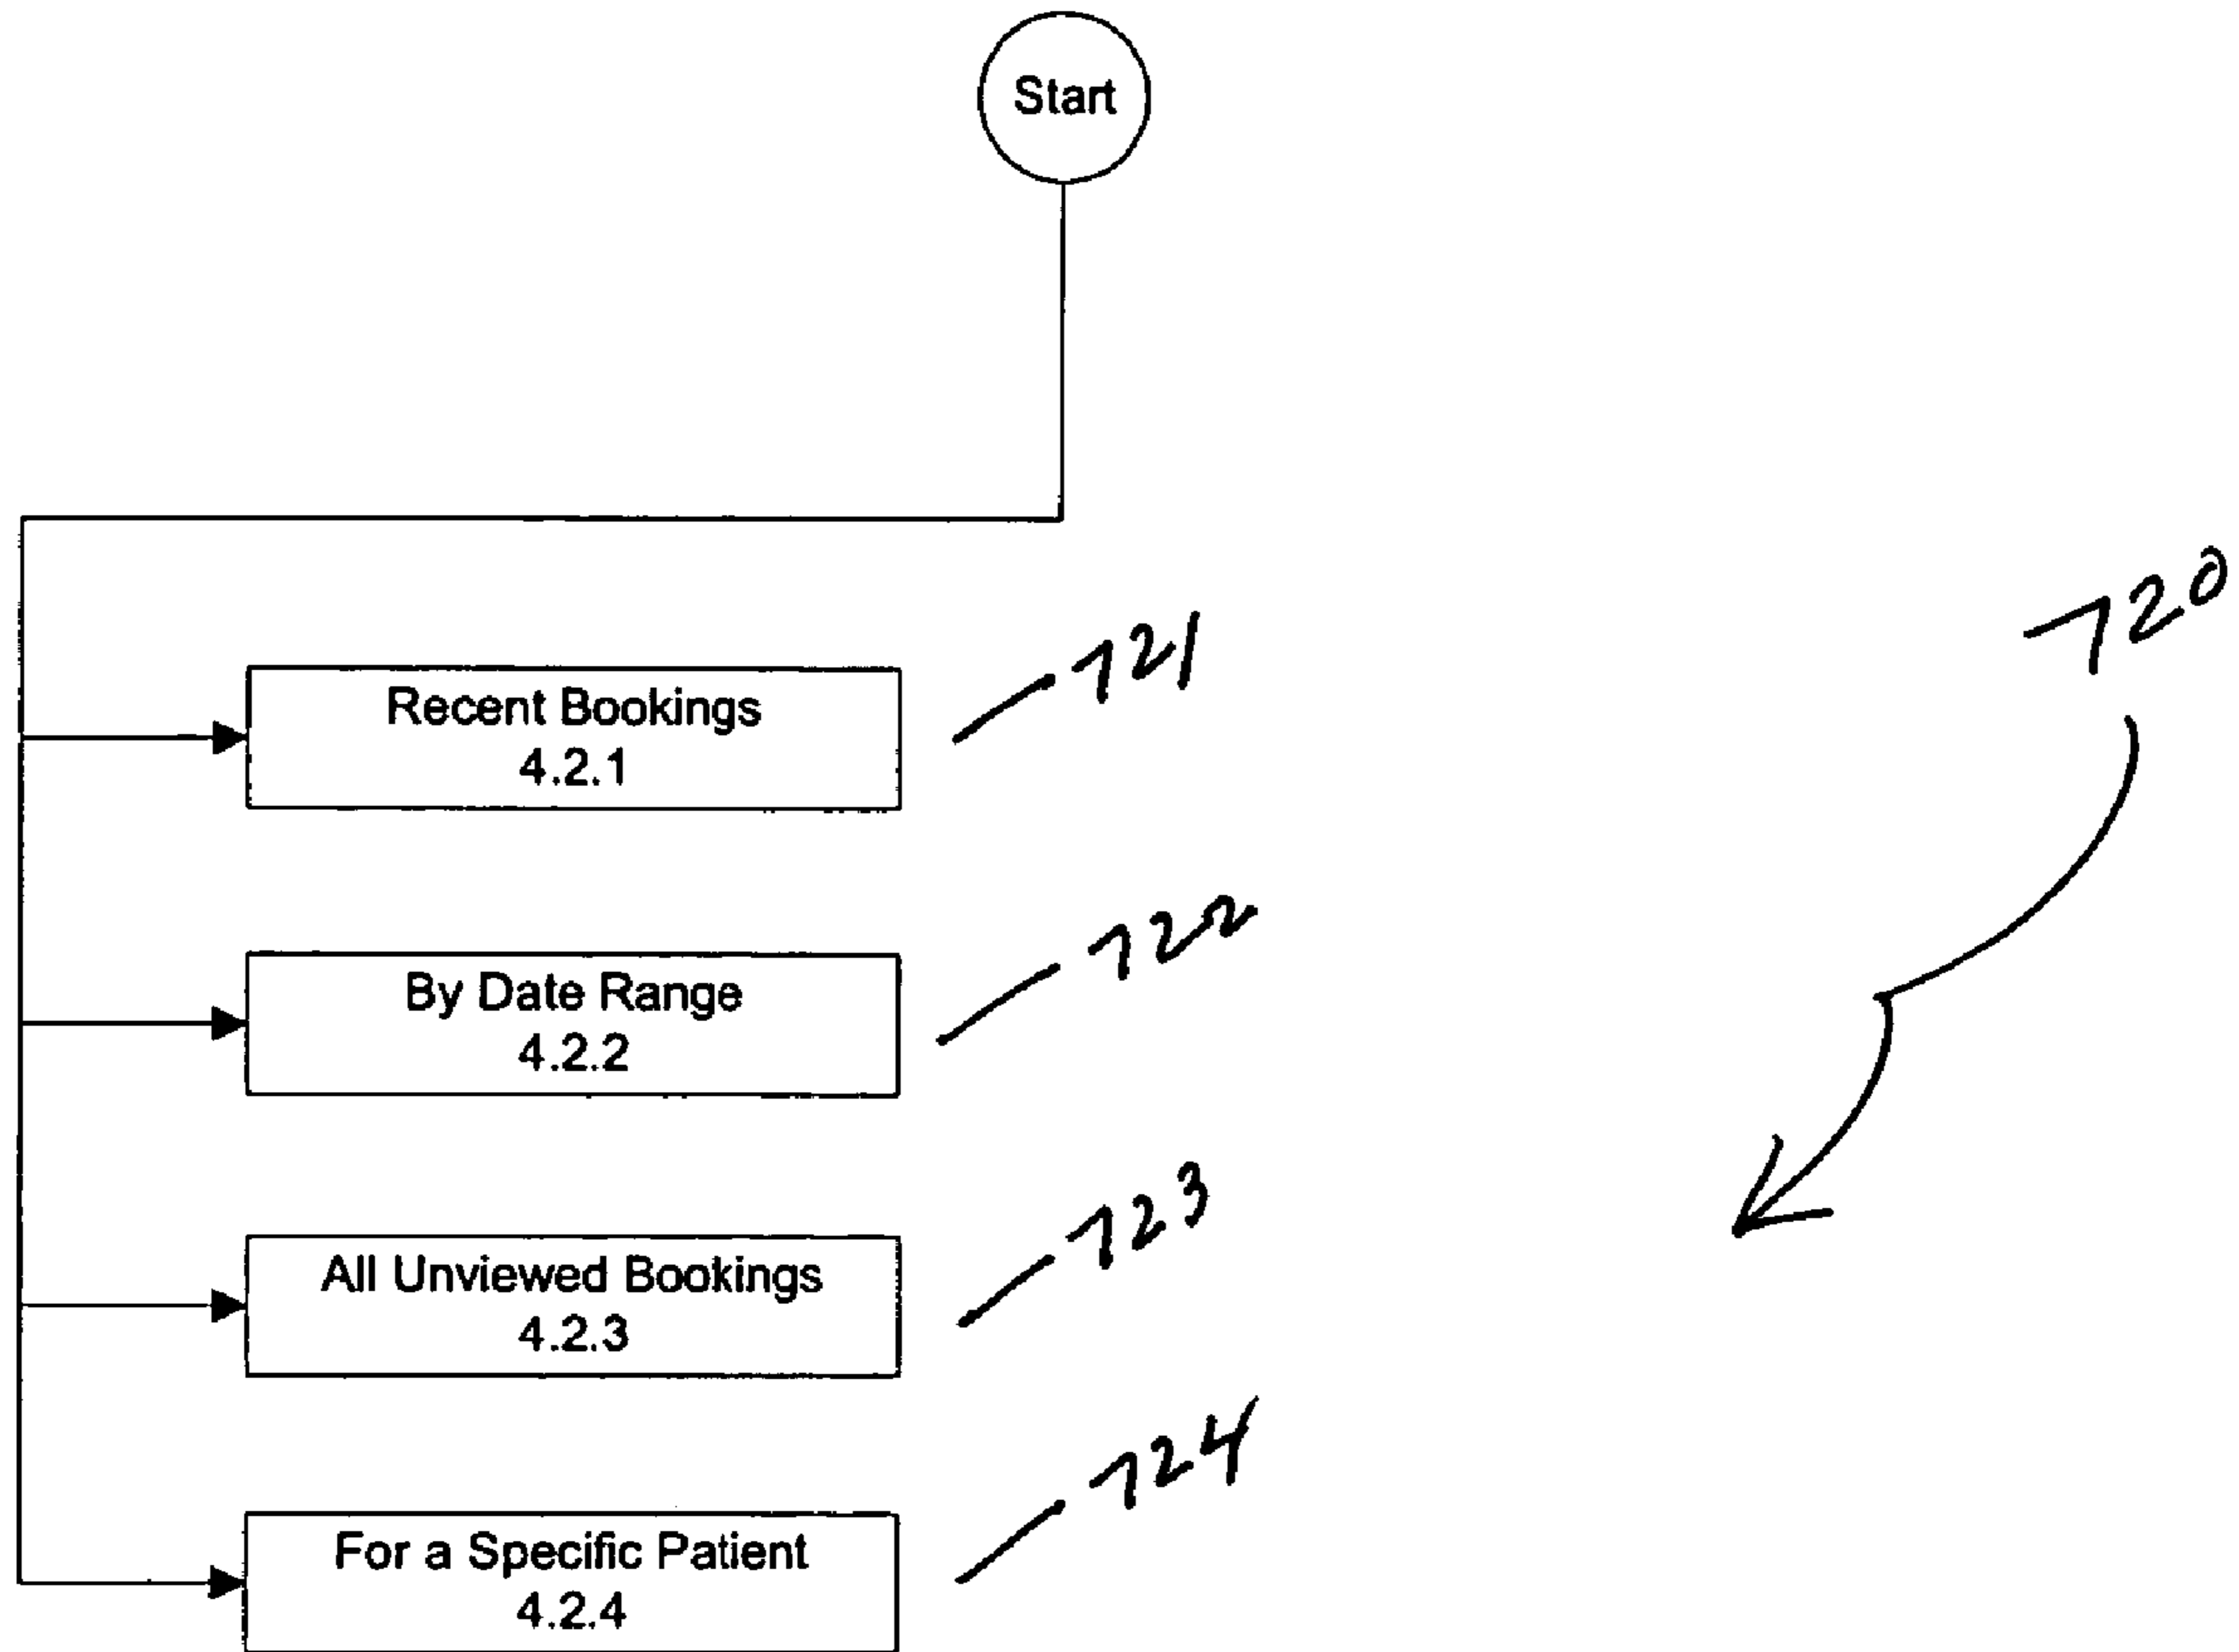 Start
720
721
Recent Bookings
4.2.1
722
By Date Range
4.2.2
723
All Unviewed Bookings
4.2.3
724
For a Specific Patient
4.2.4